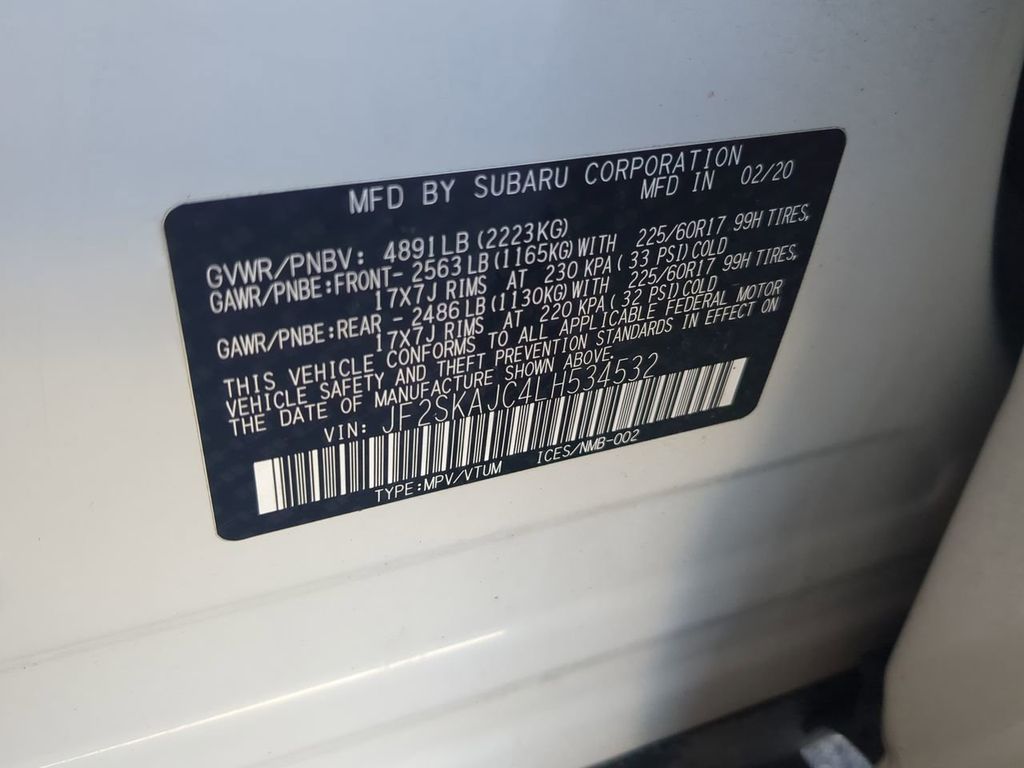 MFD BY SUBARU CORPORATION
MFD IN 02/20
GVWR/PNBV: 4891LB(2223KG)
GAWR/PNBE:FRONT- 2563LB(1165KG)WITH 225/60R17 99H TIRES,
17X7J RIMS AT 230 KPA( 33 PSI)COLD
GAWR/PNBE:REAR - 2486LB(1130KG)WITH 225/60R17 99H TIRES,
17X7J RIMS AT 220 KPA( 32 PSI)COLD
THIS VEHICLE CONFORMS TO ALL APPLICABLE FEDERAL MOTOR
VEHICLE SAFETY AND THEFT PREVENTION STANDARDS IN EFFECT ON
THE DATE OF MANUFACTURE SHOWN ABOVE.
VIN: JF2SKAJC4LH534532
TYPE:MPV/VTUM ICES/NMB-002